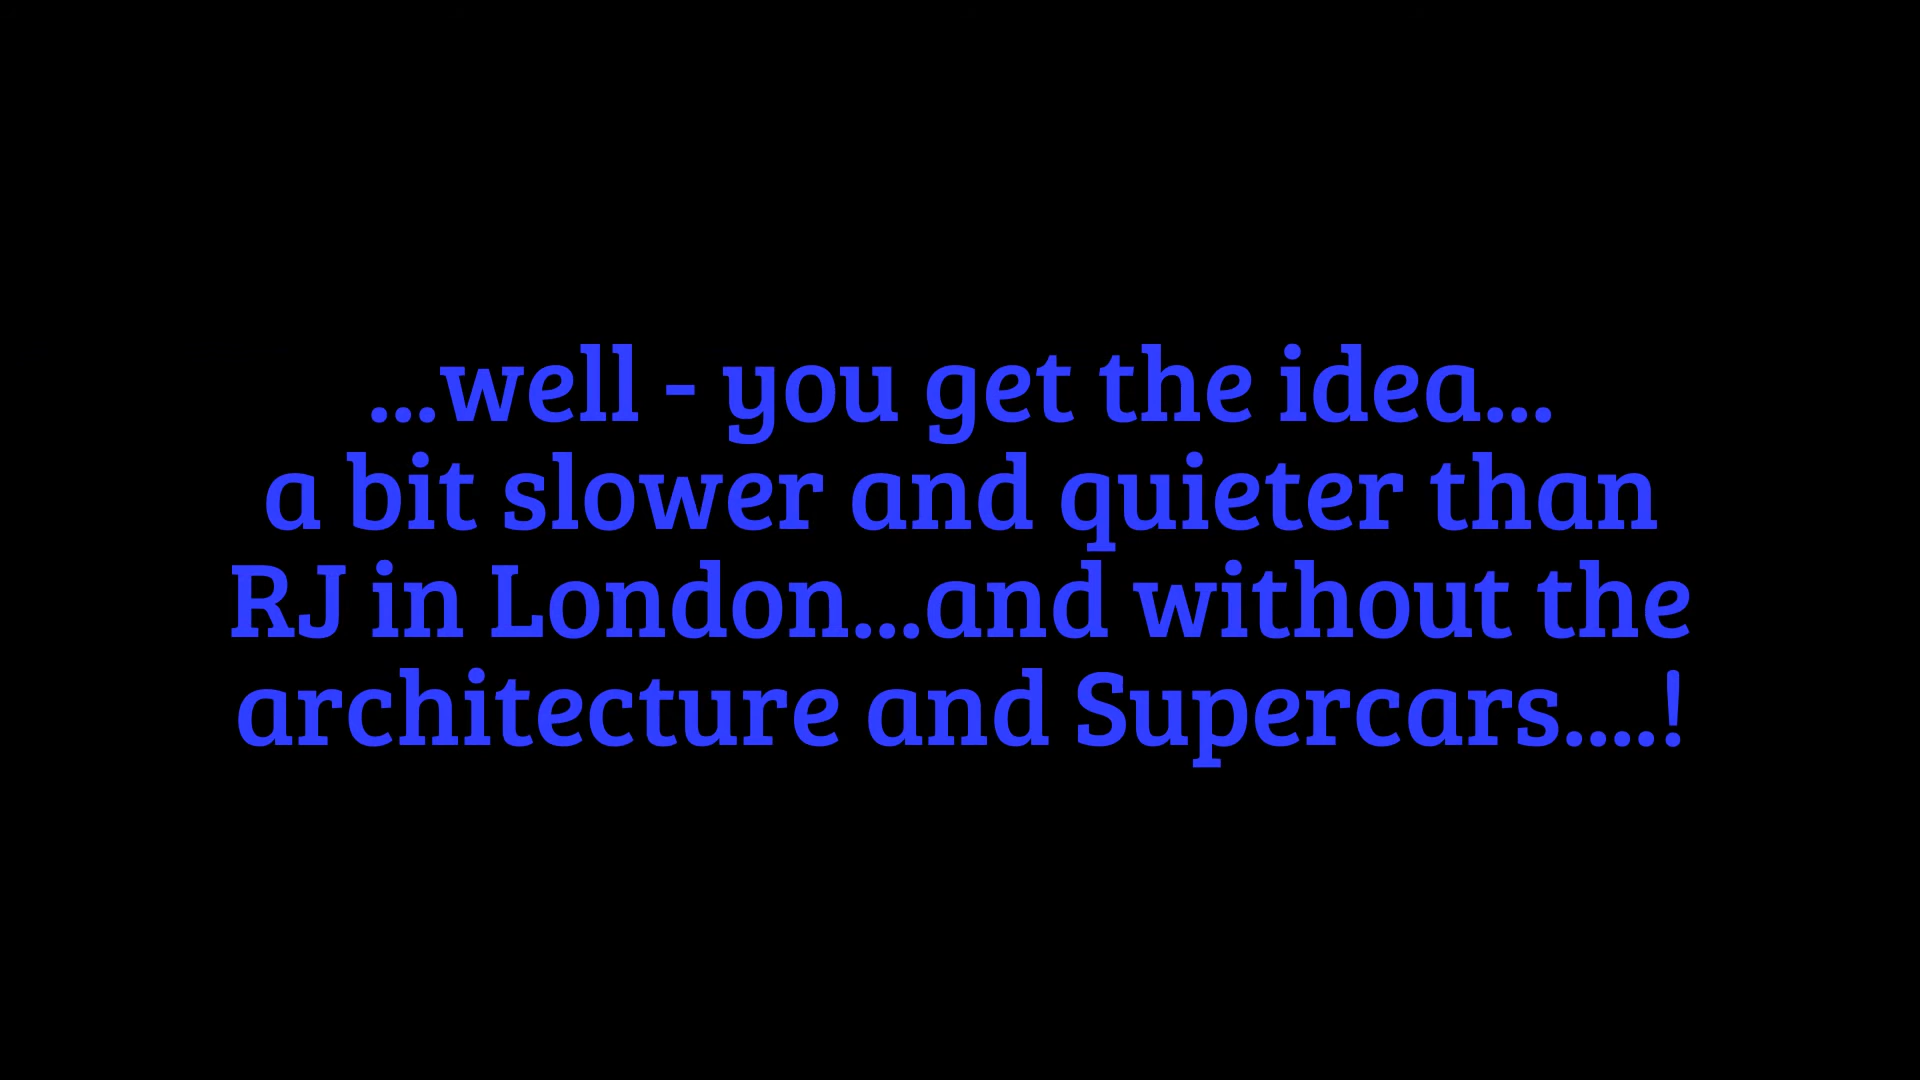 ...well - you get the idea...
a bit slower and quieter than
RJ in London...and without the
architecture and Supercars....!